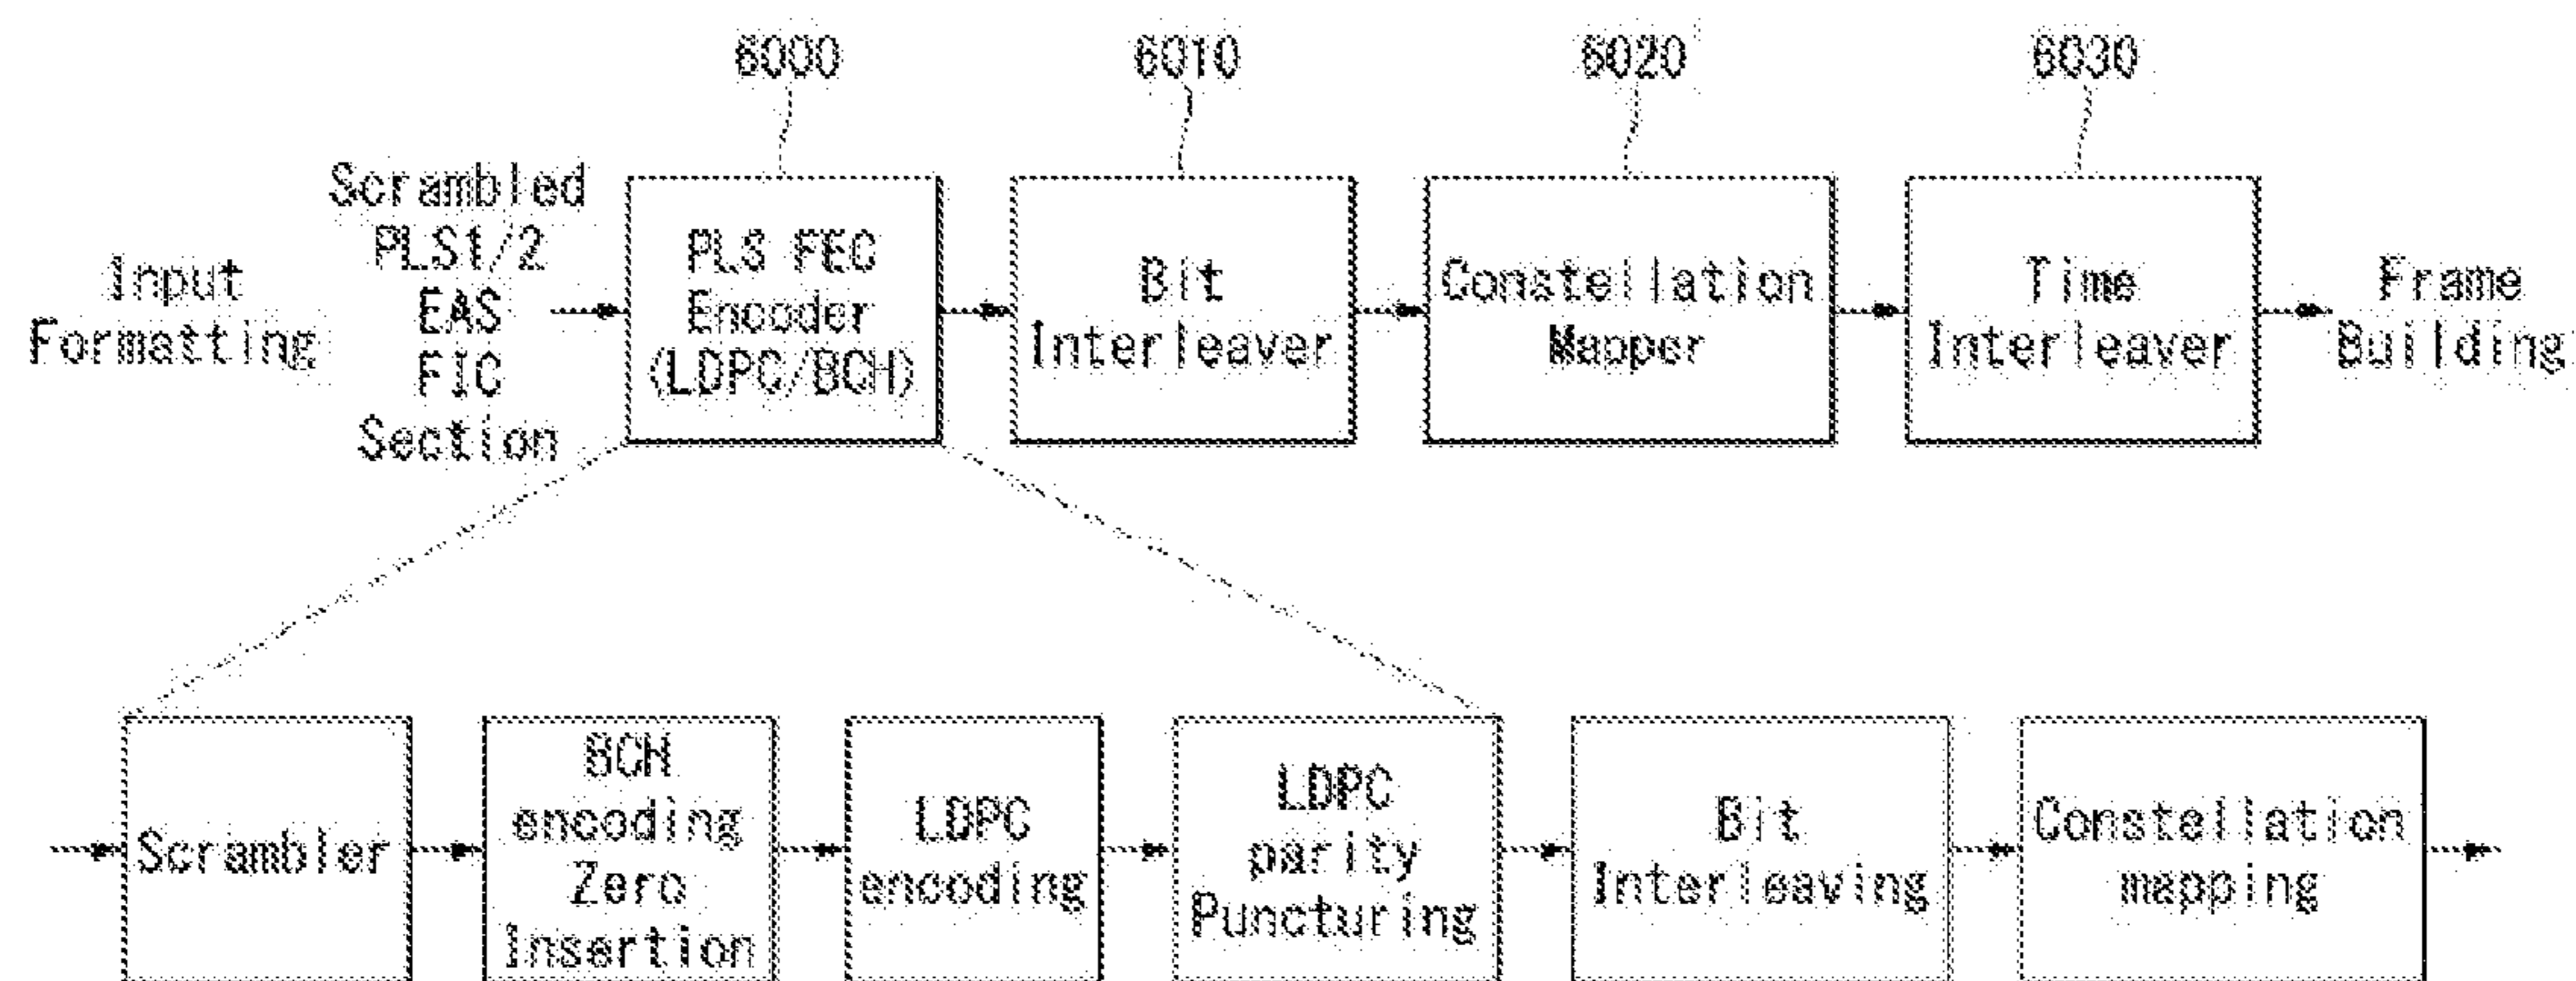 6000
6010
6020
6030
Input
Formatting
Scrambled
PLS1/2
EAS
FIC
Section
PLS FEC
Encoder
(LDPC/BCH)
Bit
Interleaver
Constellation
Mapper
Time
Interleaver
Frame
Building
Scrambler
BCH
encoding
Zero
Insertion
LDPC
encoding
LDPC
parity
Puncturing
Bit
Interleaving
Constellation
mapping